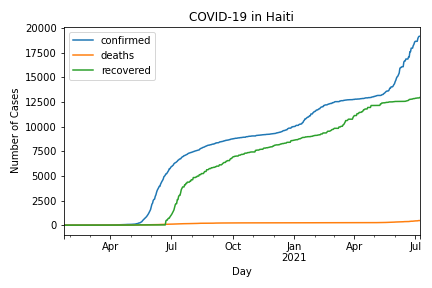 COVID-19 in Haiti
confirmed
deaths
recovered
Number of Cases
20000
17500
15000
12500
10000
7500
5000
2500
0
Apr Jul Oct Jan Apr Jul
2021
Day